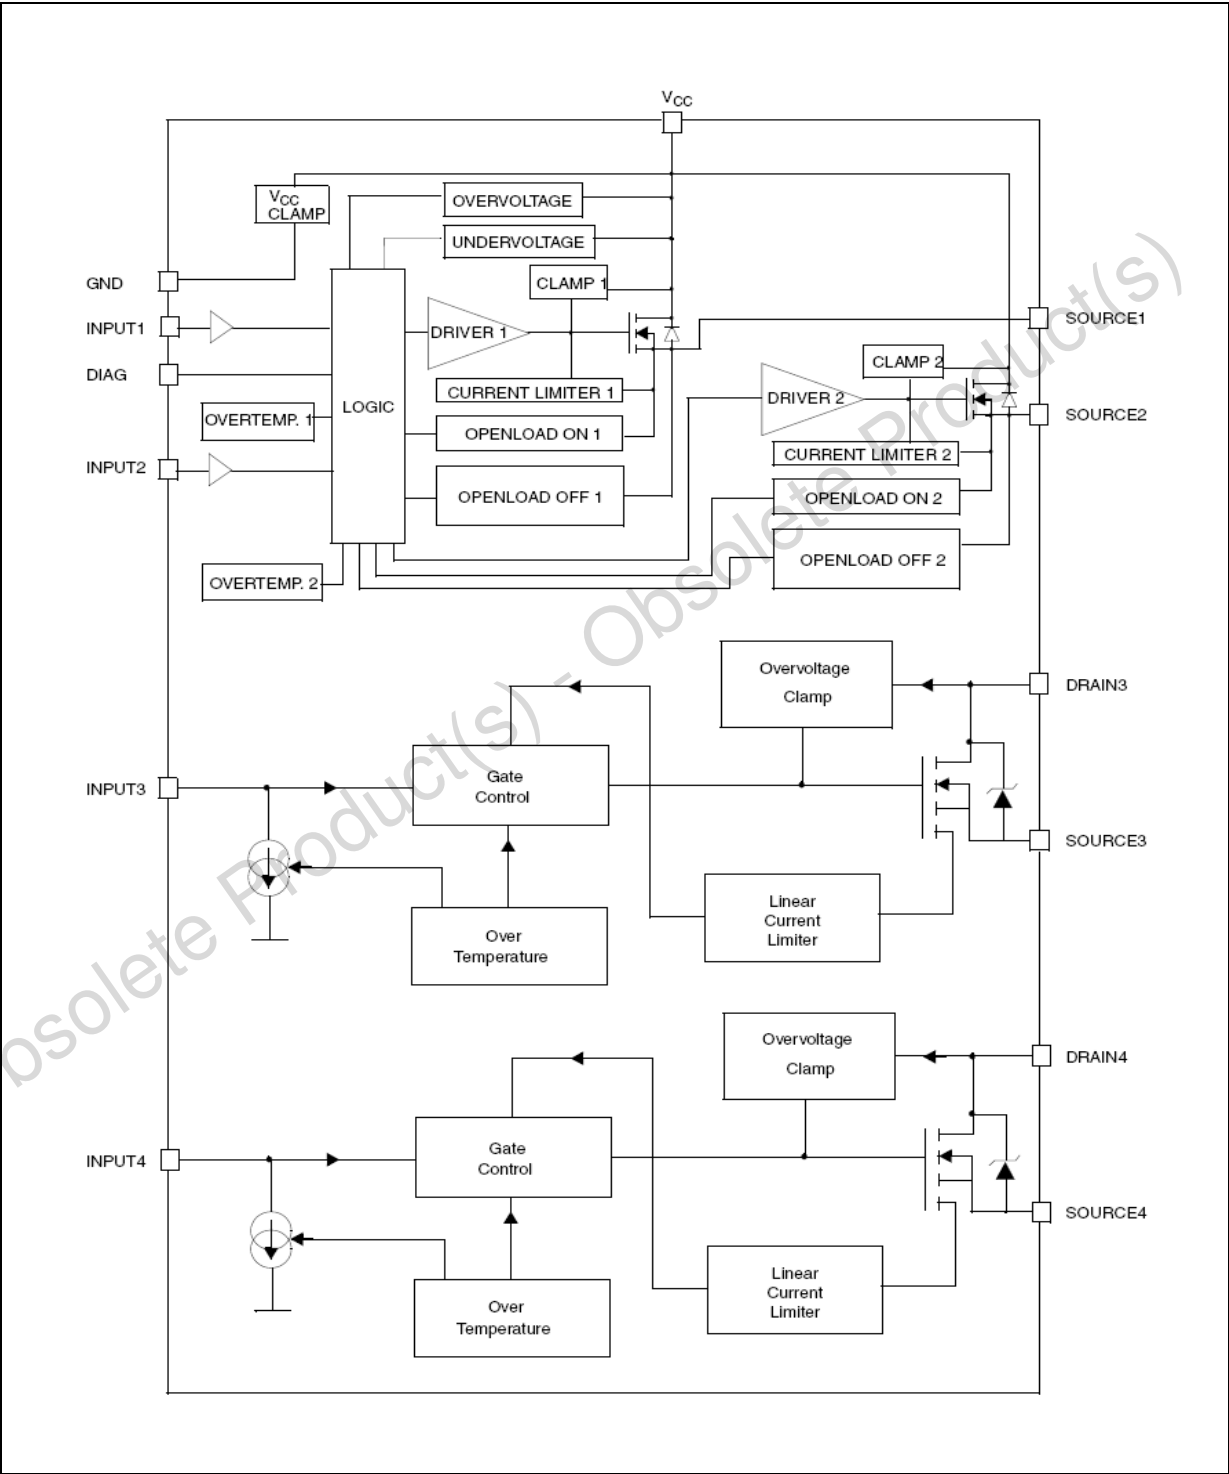 VCC
VCC
CLAMP
OVERVOLTAGE
UNDERVOLTAGE
GND
CLAMP 1
INPUT1
DRIVER 1
SOURCE1
DIAG
CLAMP 2
LOGIC
CURRENT LIMITER 1
DRIVER 2
OVERTEMP. 1
SOURCE2
OPENLOAD ON 1
INPUT2
CURRENT LIMITER 2
OPENLOAD OFF 1
OPENLOAD ON 2
OPENLOAD OFF 2
OVERTEMP. 2
Overvoltage
Clamp
DRAIN3
INPUT3
Gate
Control
SOURCE3
Linear
Current
Limiter
Over
Temperature
Overvoltage
Clamp
DRAIN4
INPUT4
Gate
Control
SOURCE4
Linear
Current
Limiter
Over
Temperature
bsolete Product(s) - Obsolete Product(s)